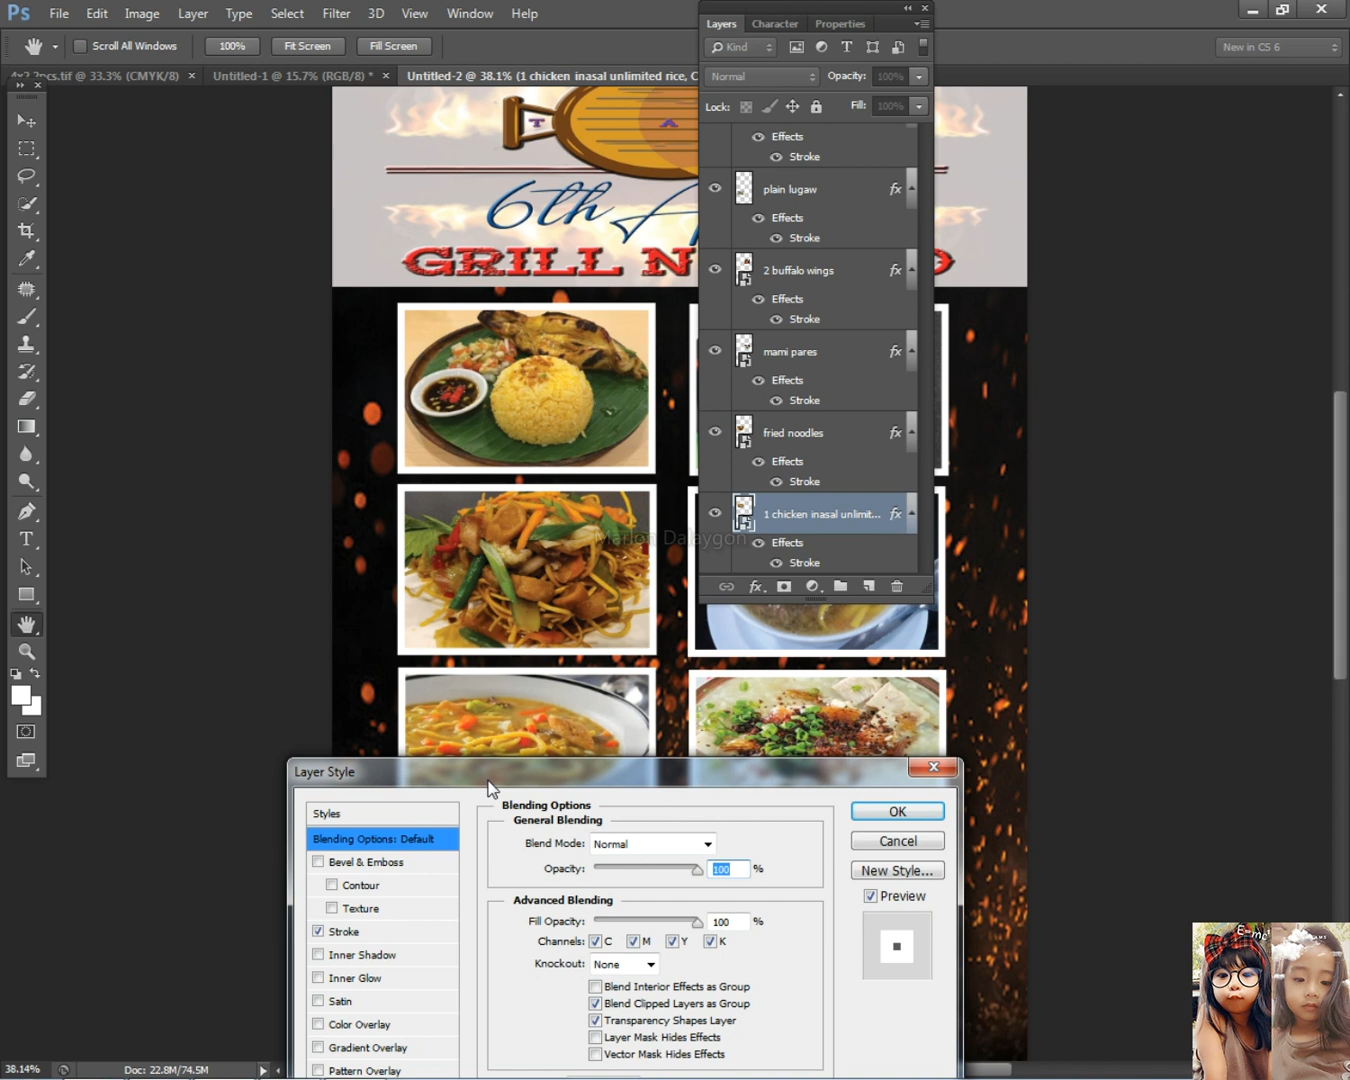 Ps File Edit Image Layer Type Select Filter 3D View Window Help
Scroll All Windows 100% Fit Screen Fill Screen New in CS 6
4x2 2pcs.tif @ 33.3% (CMYK/8) × Untitled-1 @ 15.7% (RGB/8) * × Untitled-2 @ 38.1% (1 chicken inasal unlimited rice, C
Layers Character Properties
Kind
Normal Opacity: 100%
Lock: Fill: 100%
Effects
Stroke
plain lugaw fx
Effects
Stroke
2 buffalo wings fx
Effects
Stroke
mami pares fx
Effects
Stroke
fried noodles fx
Effects
Stroke
1 chicken inasal unlimit... fx
Effects
Stroke
fx
T A
6th
GRILL N
Marlon Dalaygon
Layer Style
Styles
Blending Options: Default
Bevel & Emboss
Contour
Texture
Stroke
Inner Shadow
Inner Glow
Satin
Color Overlay
Gradient Overlay
Pattern Overlay
Blending Options
General Blending
Blend Mode: Normal
Opacity: 100 %
Advanced Blending
Fill Opacity: 100 %
Channels: C M Y K
Knockout: None
Blend Interior Effects as Group
Blend Clipped Layers as Group
Transparency Shapes Layer
Layer Mask Hides Effects
Vector Mask Hides Effects
OK
Cancel
New Style...
Preview
38.14% Doc: 22.8M/74.5M